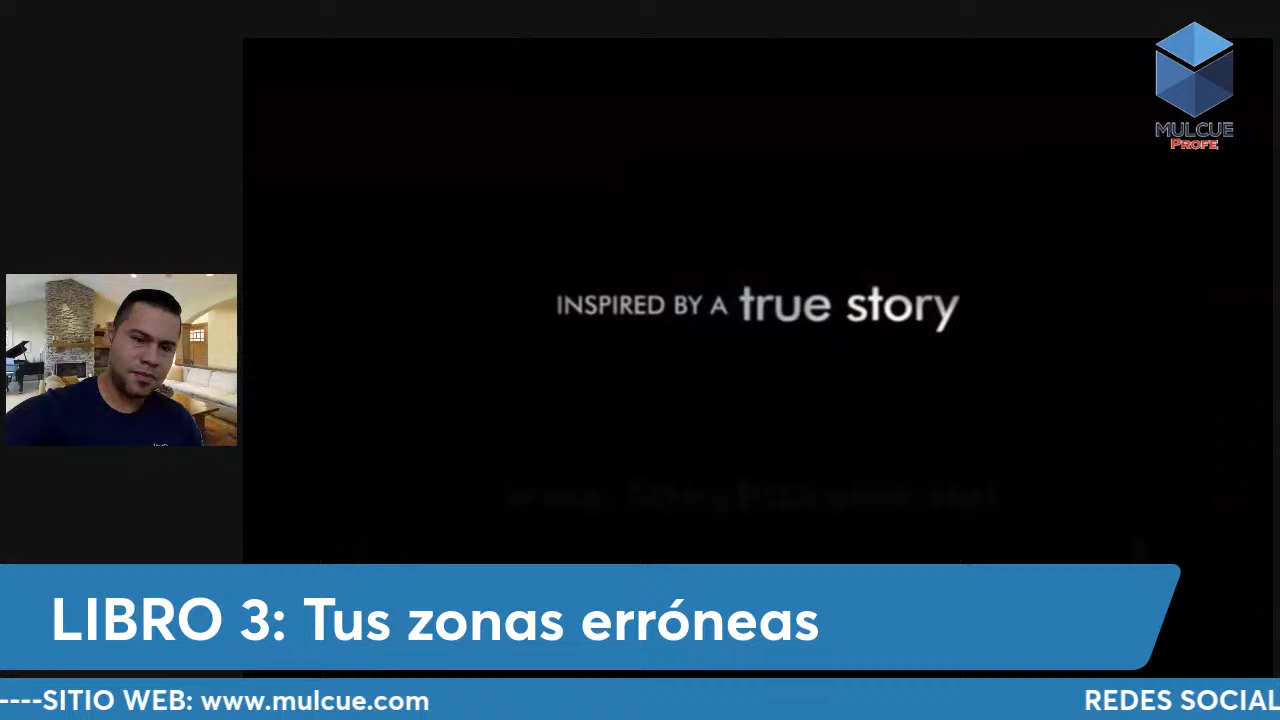 MULCUE
PROFE
INSPIRED BY A true story
LIBRO 3: Tus zonas erróneas
----SITIO WEB: www.mulcue.com
REDES SOCIAL